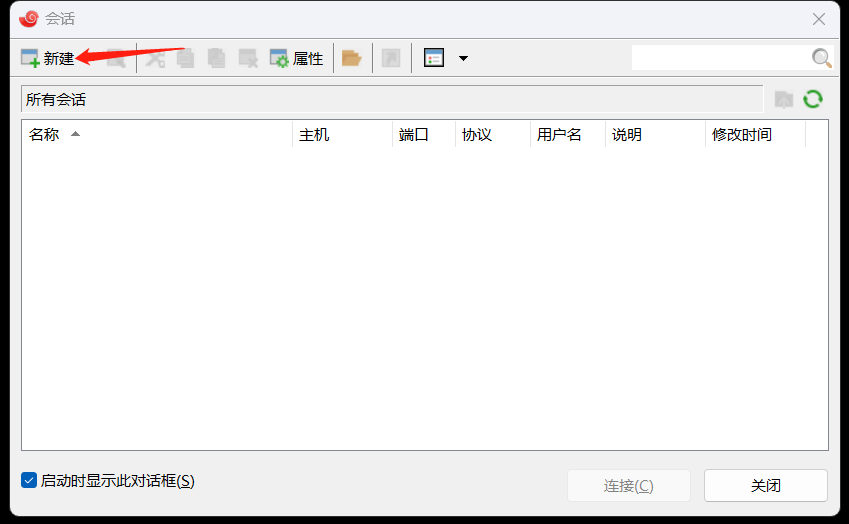 会话
新建 属性
所有会话
名称 主机 端口 协议 用户名 说明 修改时间
启动时显示此对话框(S)
连接(C) 关闭